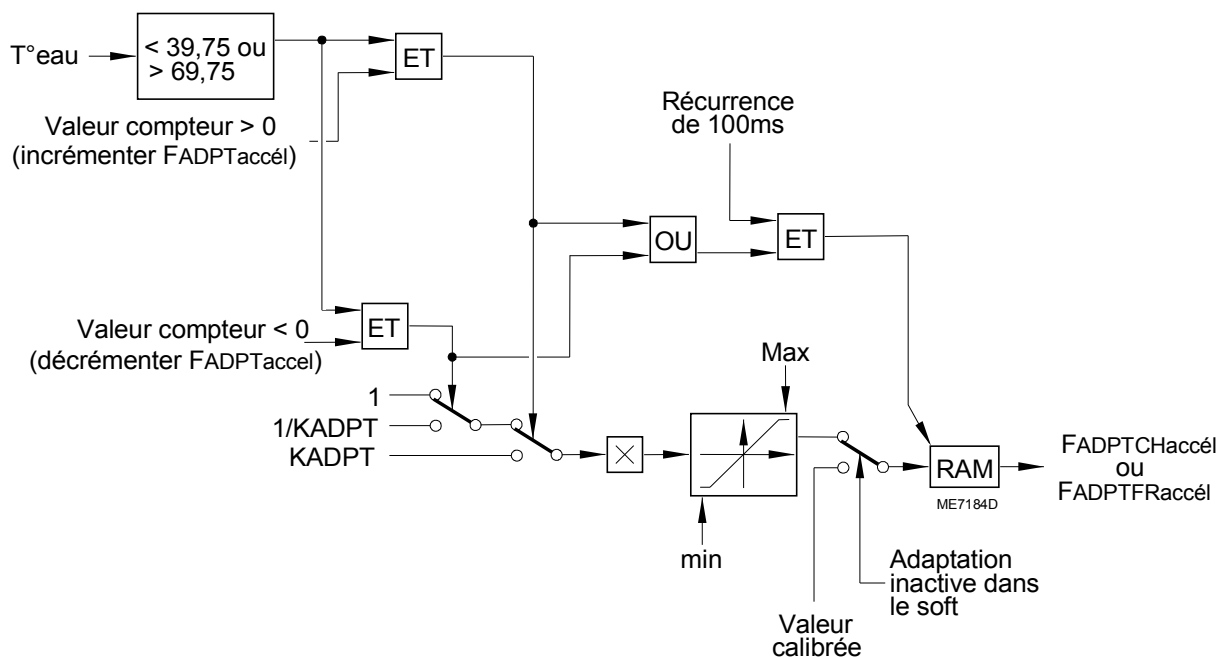 T°eau
< 39,75 ou
> 69,75
ET
Valeur compteur > 0
(incrémenter FADPTaccél)
Récurrence
de 100ms
OU
ET
Valeur compteur < 0
(décrémenter FADPTaccel)
ET
1
1/KADPT
KADPT
×
Max
min
Valeur
calibrée
Adaptation
inactive dans
le soft
RAM
ME7184D
FADPTCHaccél
ou
FADPTFRaccél